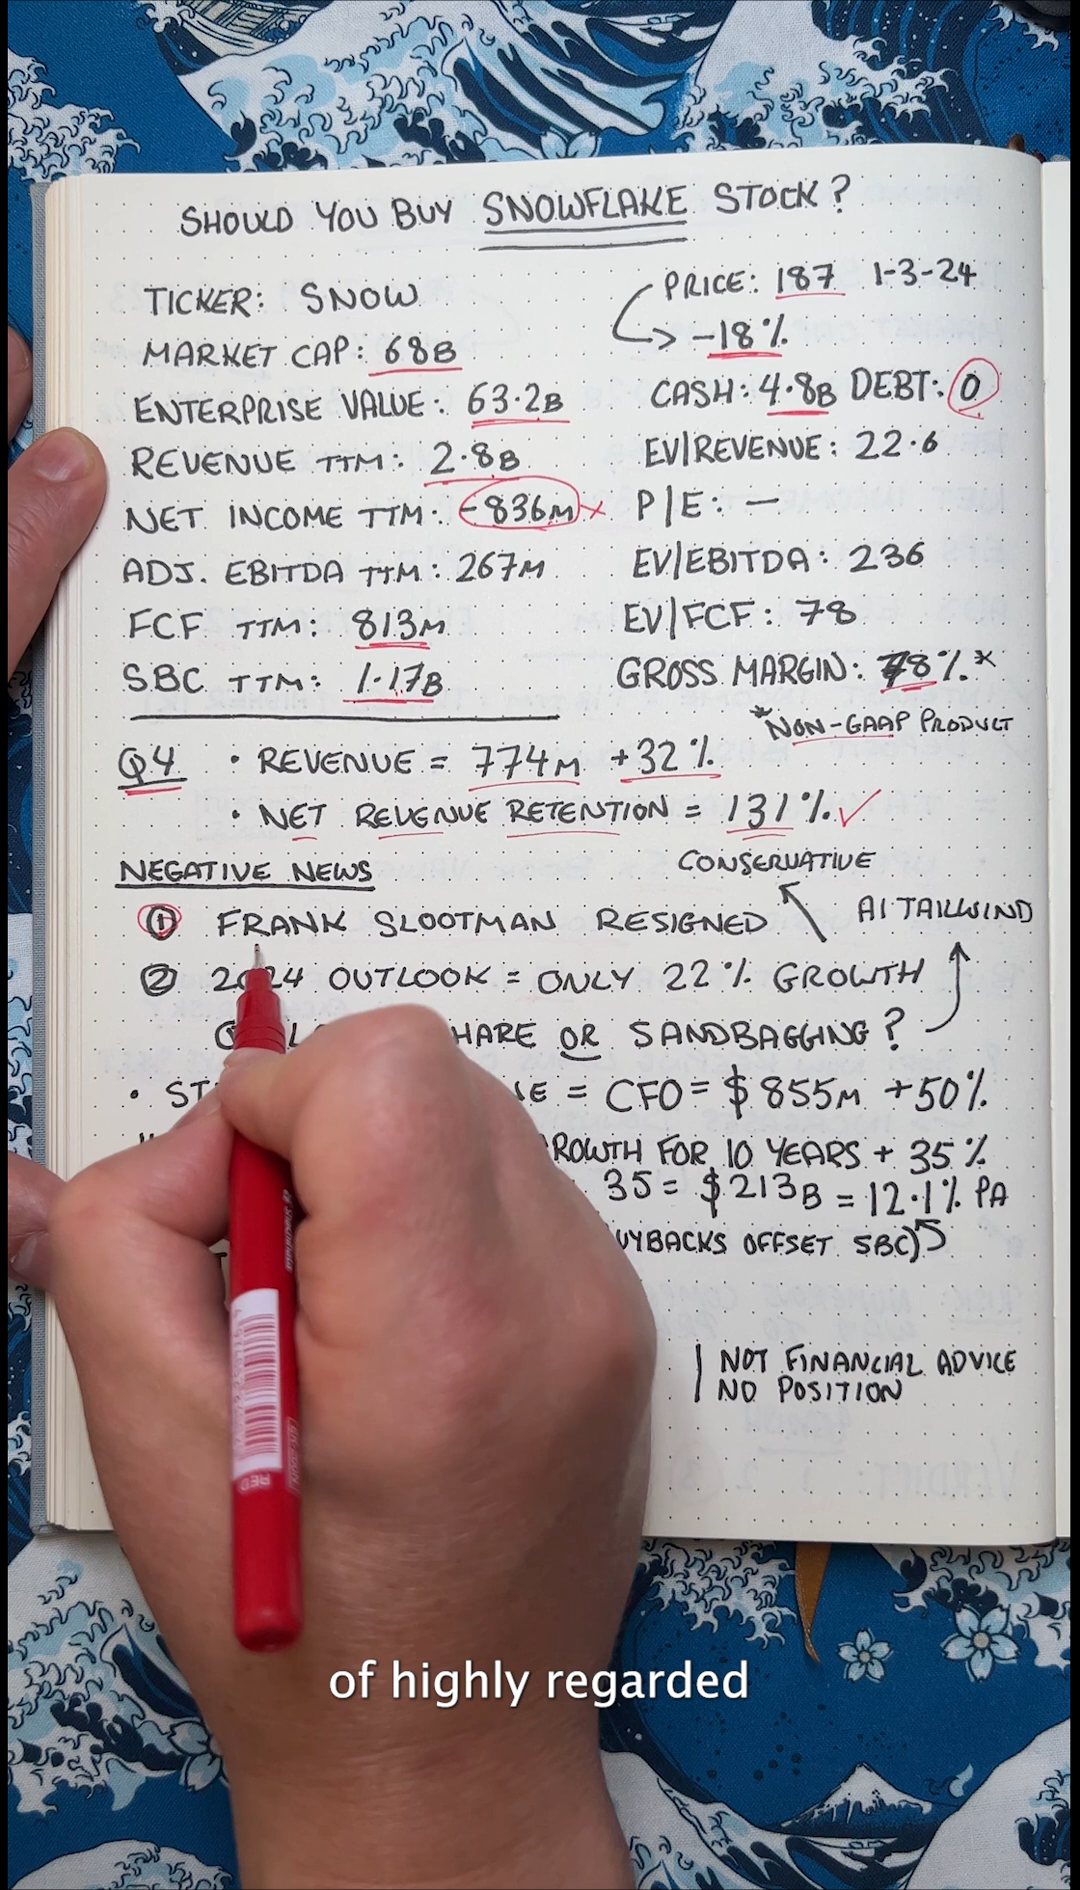 SHOULD YOU BUY SNOWFLAKE STOCK?
TICKER: SNOW
PRICE: 187 1-3-24
-18%
MARKET CAP: 68B
ENTERPRISE VALUE: 63.2B
CASH: 4.8B DEBT: 0
REVENUE TTM: 2.8B
EV/REVENUE: 22.6
NET INCOME TTM: -836M x
P/E: —
ADJ. EBITDA TTM: 267M
EV/EBITDA: 236
FCF TTM: 813M
EV/FCF: 78
SBC TTM: 1.17B
GROSS MARGIN: 78%*
*NON-GAAP PRODUCT
Q4 • REVENUE = 774M +32%
• NET REVENUE RETENTION = 131% ✓
NEGATIVE NEWS
CONSERVATIVE
① FRANK SLOOTMAN RESIGNED
AI TAILWIND
② 2024 OUTLOOK = ONLY 22% GROWTH
OR SANDBAGGING?
• = CFO = $855M +50%
FOR 10 YEARS + 35%
35 = $213B = 12.1% PA
OFFSET SBC)
NOT FINANCIAL ADVICE
NO POSITION
RED
of highly regarded